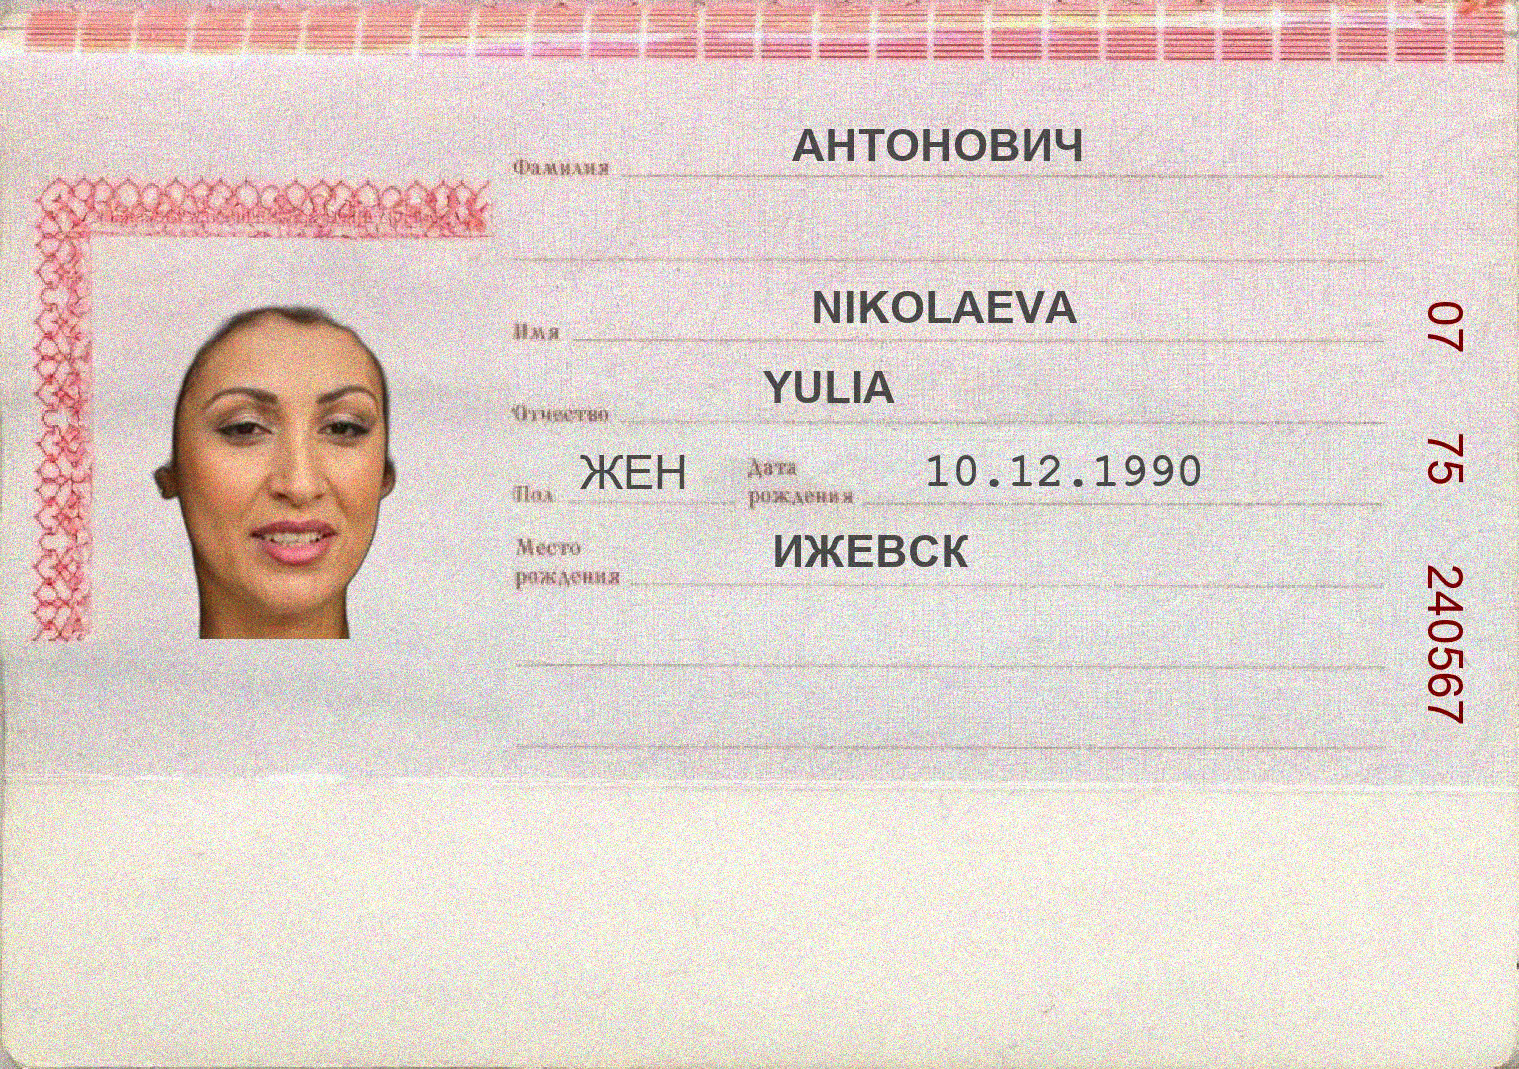 Фамилия АНТОНОВИЧ
Имя NIKOLAEVA
Отчество YULIA
Пол ЖЕН Дата рождения 10.12.1990
Место рождения ИЖЕВСК
07 75 240567